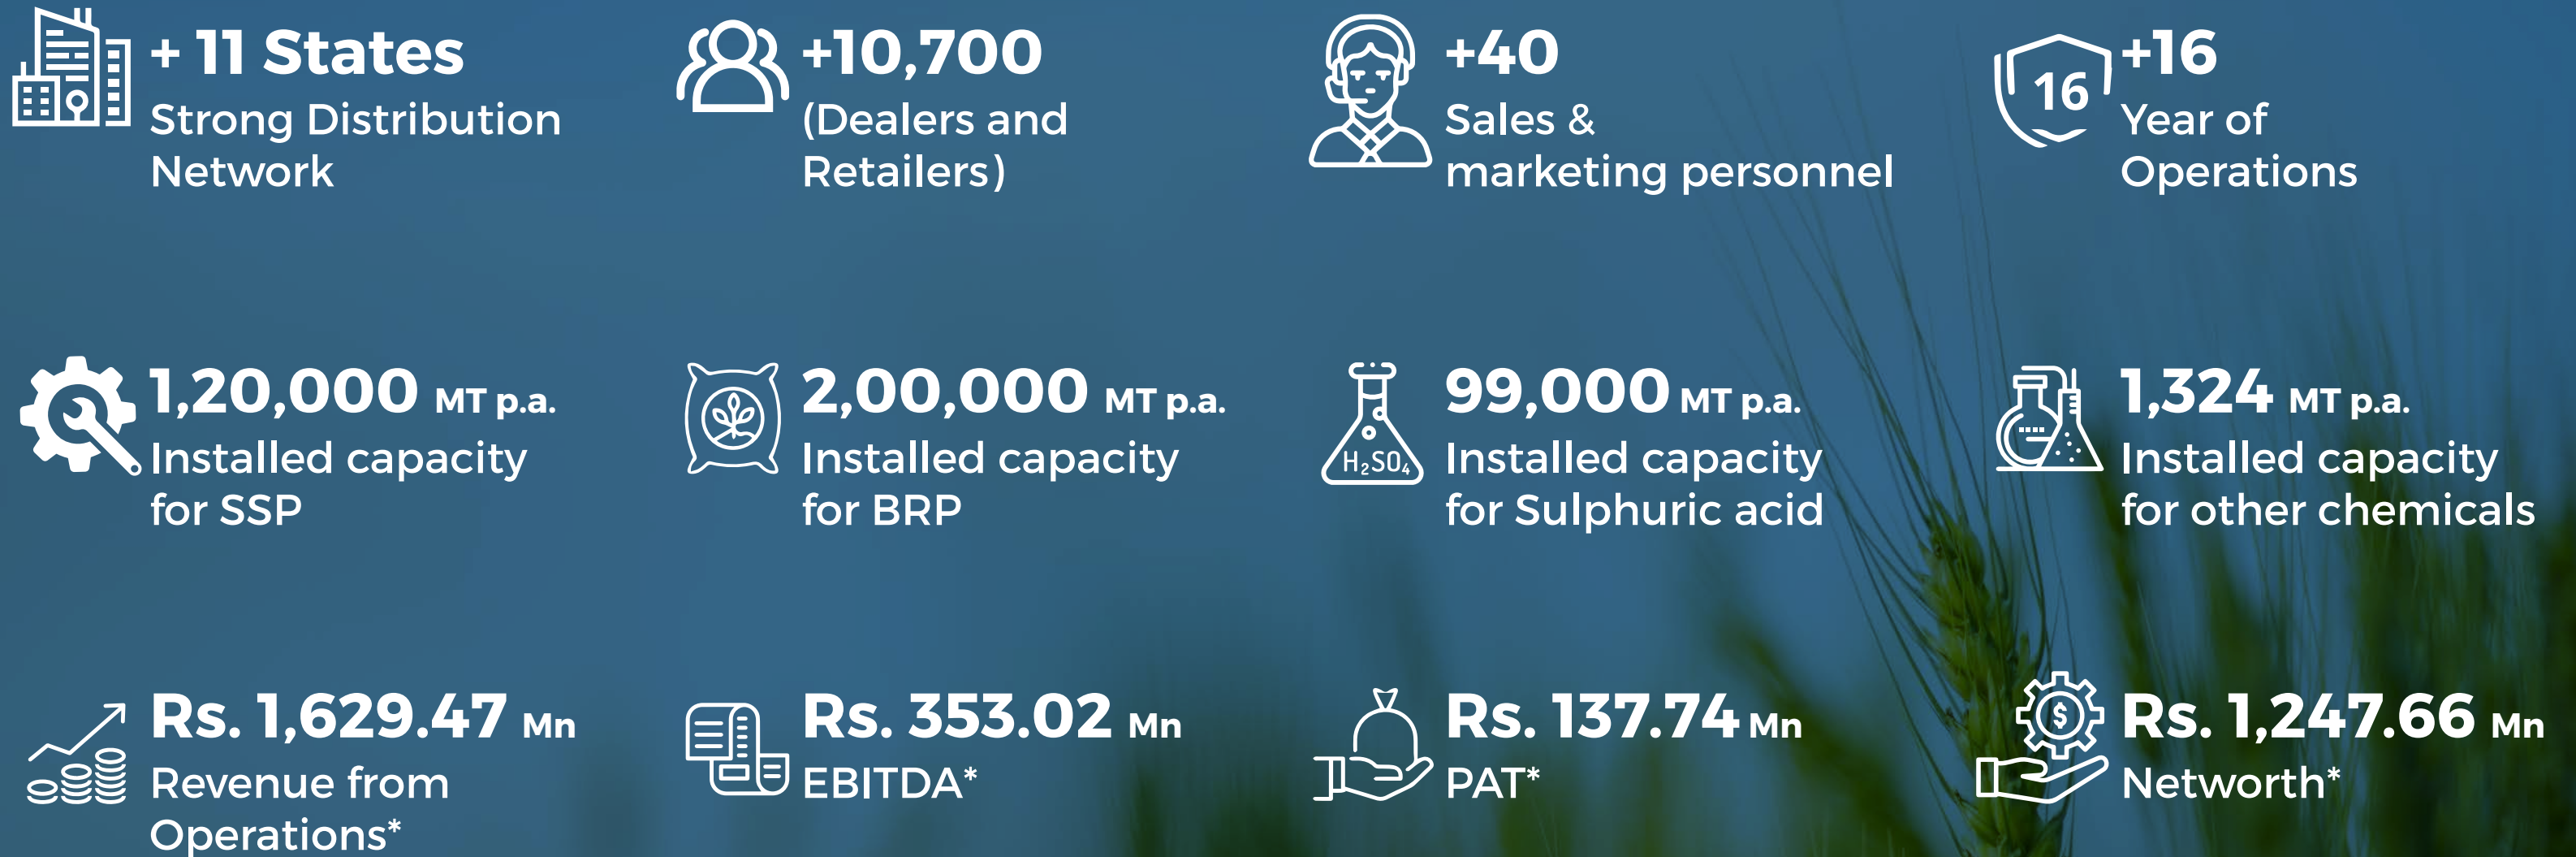 + 11 States
Strong Distribution
Network
+10,700
(Dealers and
Retailers)
+40
Sales &
marketing personnel
16
+16
Year of
Operations
1,20,000 MT p.a.
Installed capacity
for SSP
2,00,000 MT p.a.
Installed capacity
for BRP
H₂SO₄
99,000 MT p.a.
Installed capacity
for Sulphuric acid
1,324 MT p.a.
Installed capacity
for other chemicals
Rs. 1,629.47 Mn
Revenue from
Operations*
Rs. 353.02 Mn
EBITDA*
Rs. 137.74 Mn
PAT*
$
Rs. 1,247.66 Mn
Networth*